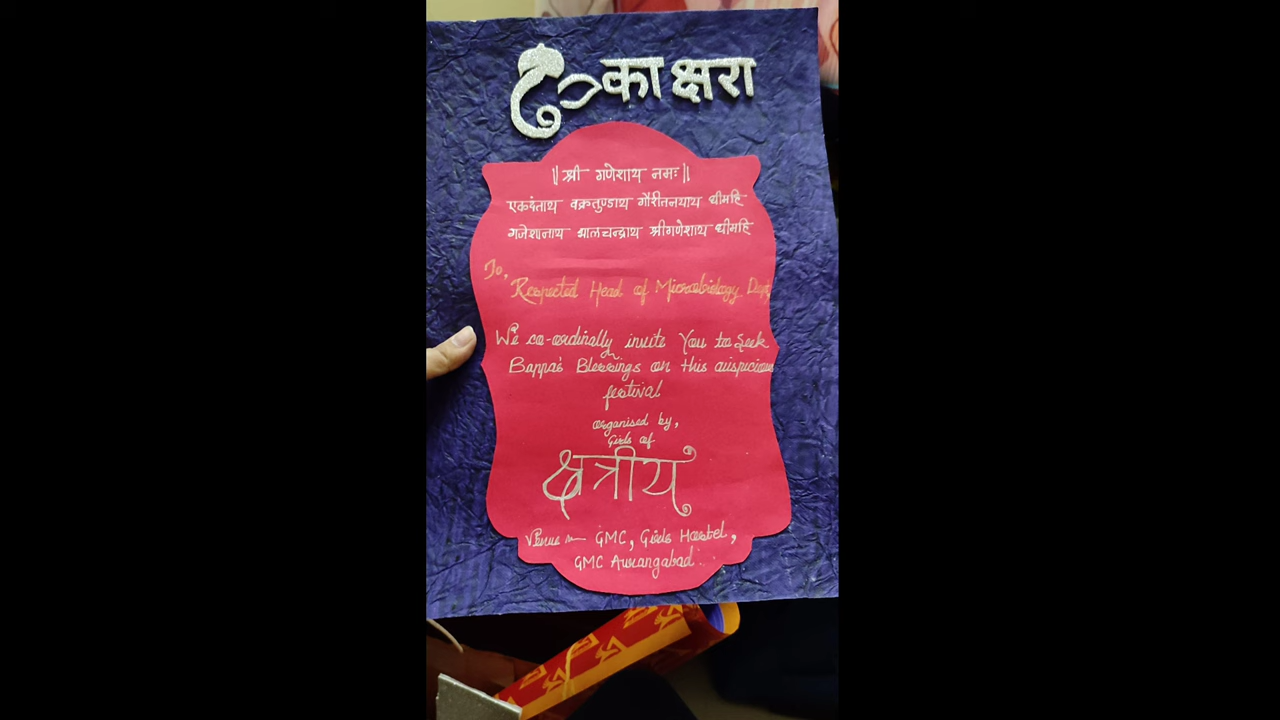 एकाक्षरा
॥ श्री गणेशाय नमः ॥
एकदंताय वक्रतुण्डाय गौरीतनयाय धीमहि
गजेशानाय भालचन्द्राय श्रीगणेशाय धीमहि
To,
Respected Head of Microbiology Dept,
We co-ordinally invite You to Seek
Bappa's Blessings on this auspicious
festival
organised by,
Girls of
क्षत्रीय
Venue – GMC, Girls Hostel,
GMC Aurangabad.